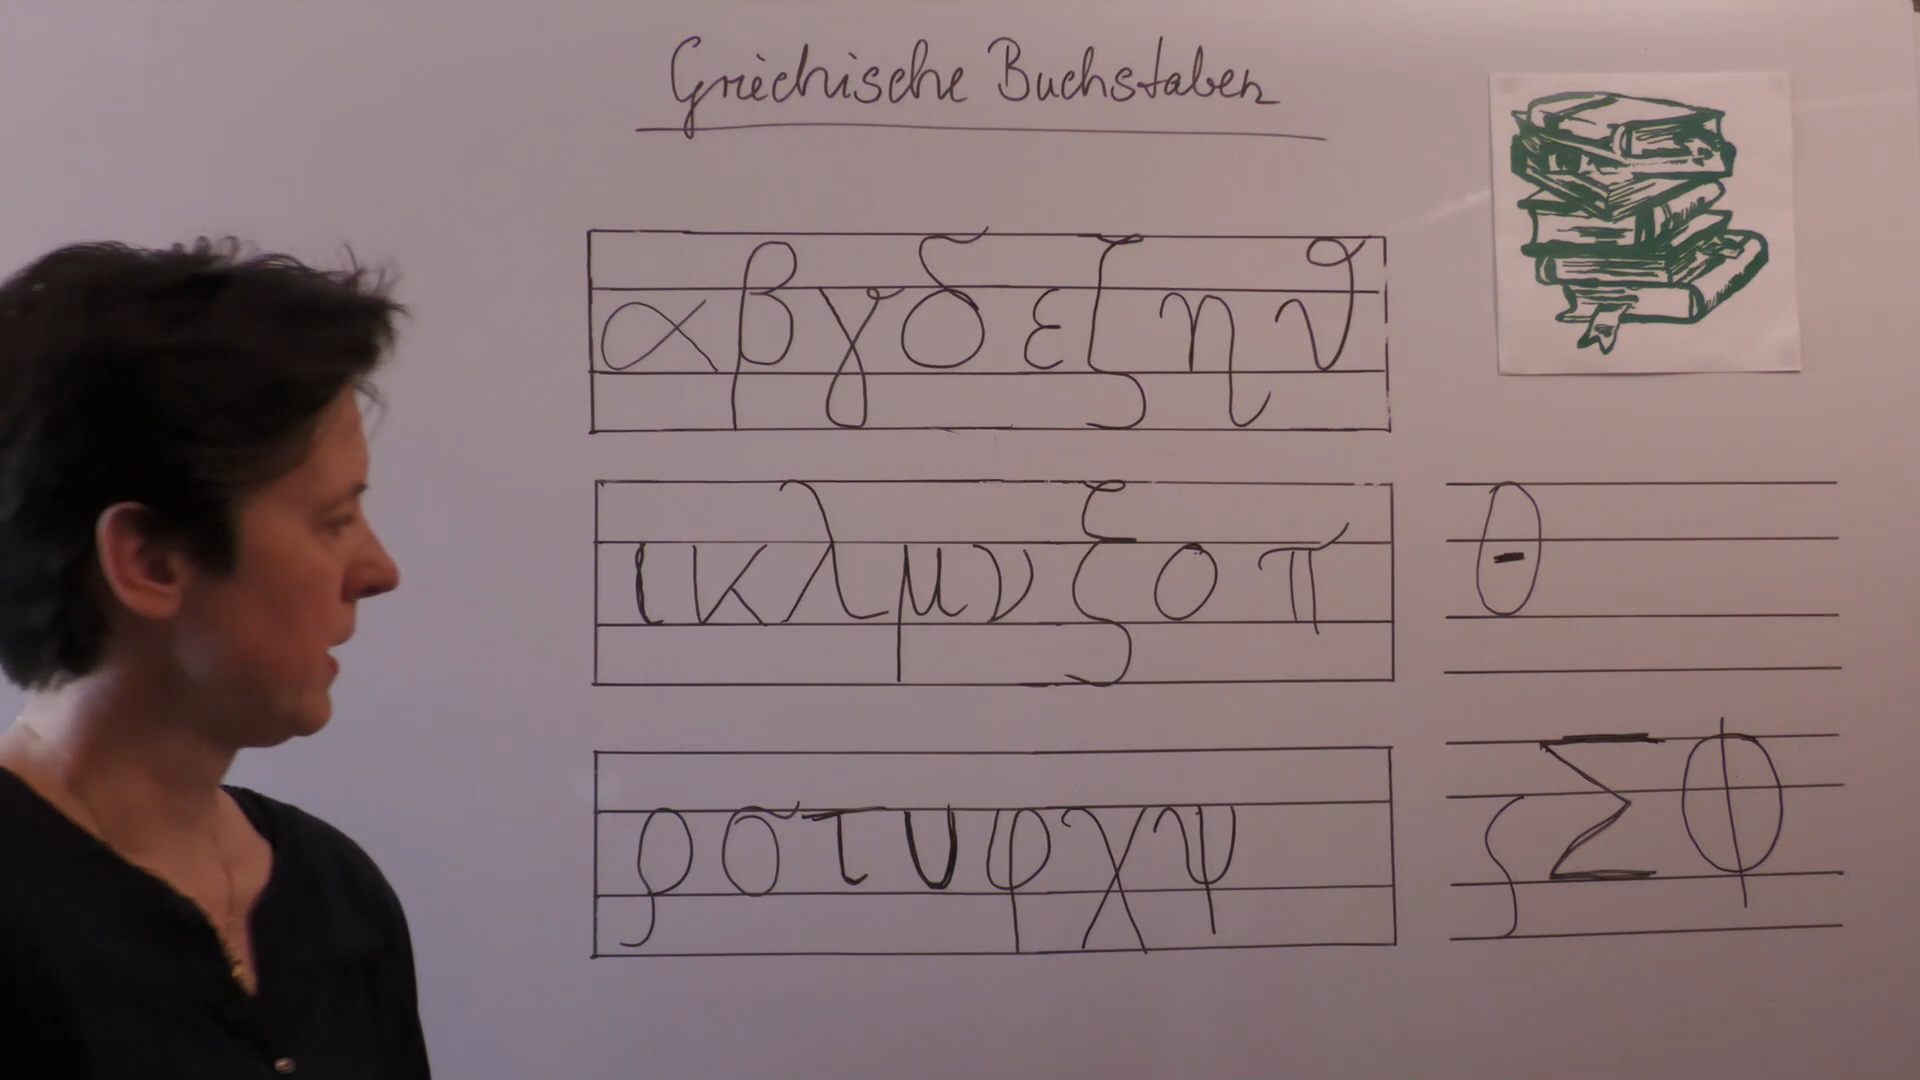 Griechische Buchstaben
α β γ δ ε ζ η ϑ
ι κ λ μ ν ξ ο π
θ
ρ σ τ υ φ χ ψ
ς Σ Φ